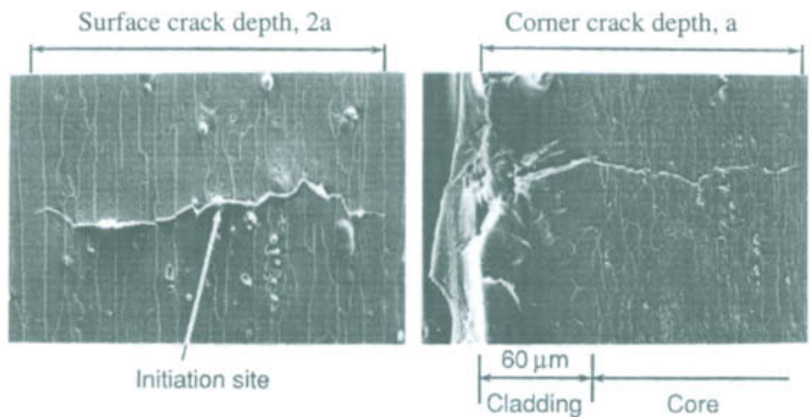 Surface crack depth, 2a
Corner crack depth, a
Initiation site
60 μm
Cladding
Core